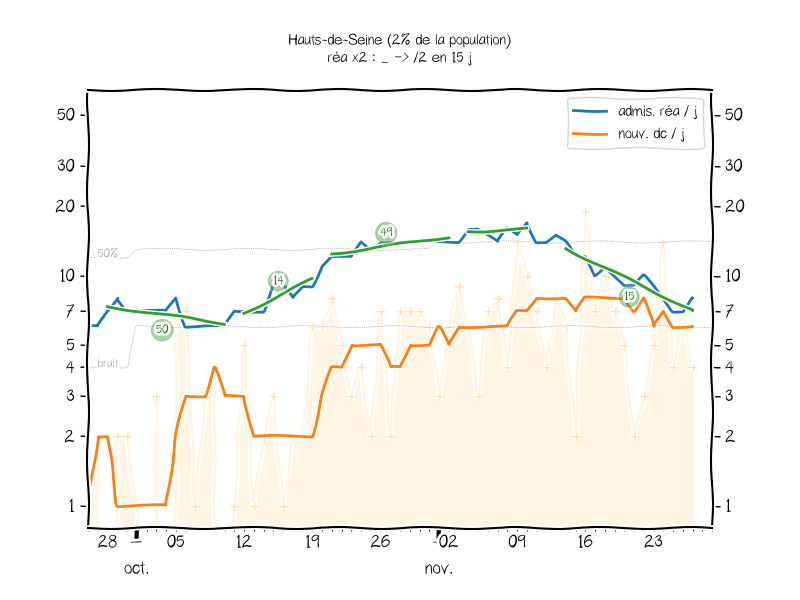 Hauts-de-Seine (2% de la population)
réa x2 : _ -> /2 en 15 j
admis. réa / j
nouv. dc / j
50 50
30 30
20 20
10 10
7 7
5 5
4 4
3 3
2 2
1 1
50%
bruit
50
14
49
15
28 05 12 19 26 02 09 16 23
oct. nov.